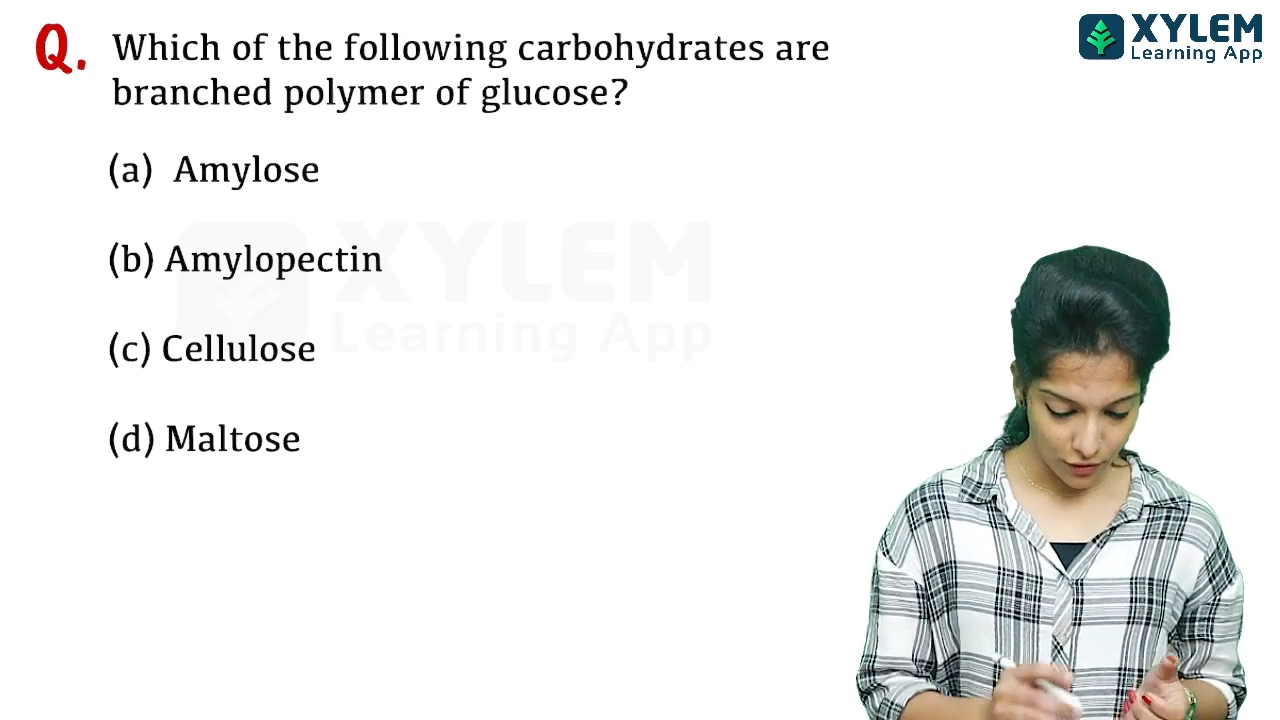 Q. Which of the following carbohydrates are
branched polymer of glucose?
XYLEM
Learning App
(a) Amylose
(b) Amylopectin
(c) Cellulose
(d) Maltose
XYLEM
Learning App